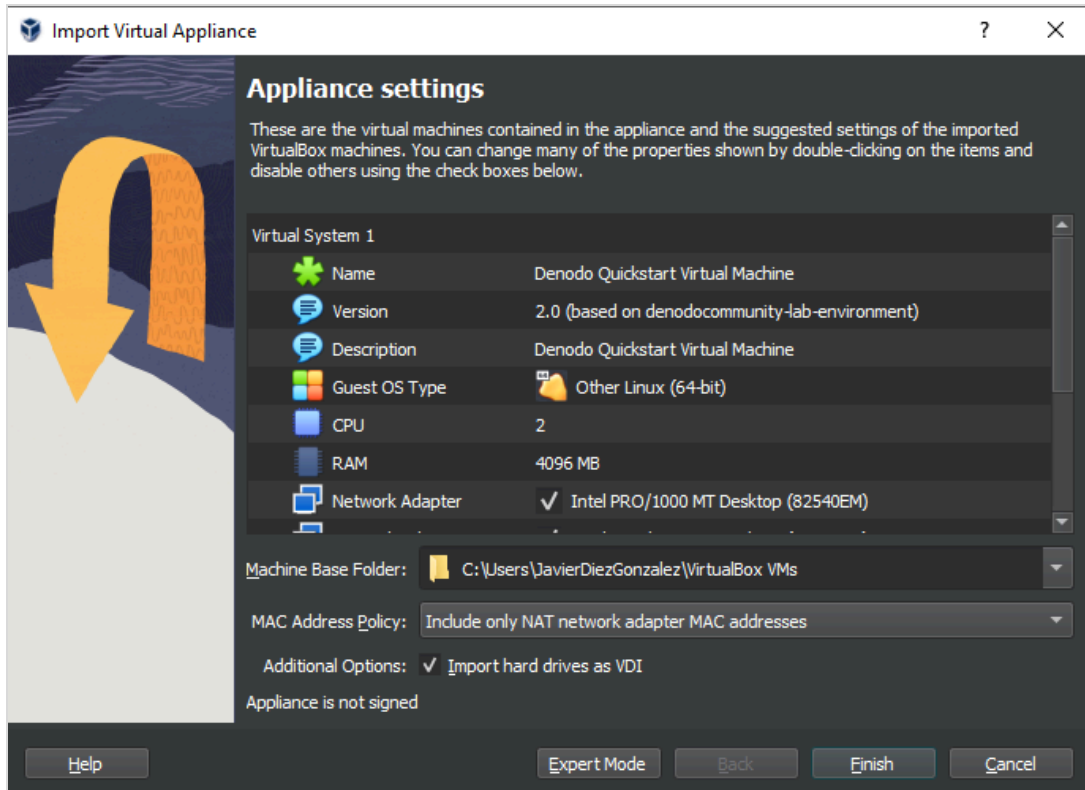 Import Virtual Appliance
?
Appliance settings
These are the virtual machines contained in the appliance and the suggested settings of the imported
VirtualBox machines. You can change many of the properties shown by double-clicking on the items and
disable others using the check boxes below.
Virtual System 1
Name Denodo Quickstart Virtual Machine
Version 2.0 (based on denodocommunity-lab-environment)
Description Denodo Quickstart Virtual Machine
Guest OS Type Other Linux (64-bit)
CPU 2
RAM 4096 MB
Network Adapter Intel PRO/1000 MT Desktop (82540EM)
Machine Base Folder: C:\Users\JavierDiezGonzalez\VirtualBox VMs
MAC Address Policy: Include only NAT network adapter MAC addresses
Additional Options: Import hard drives as VDI
Appliance is not signed
Help Expert Mode Back Finish Cancel